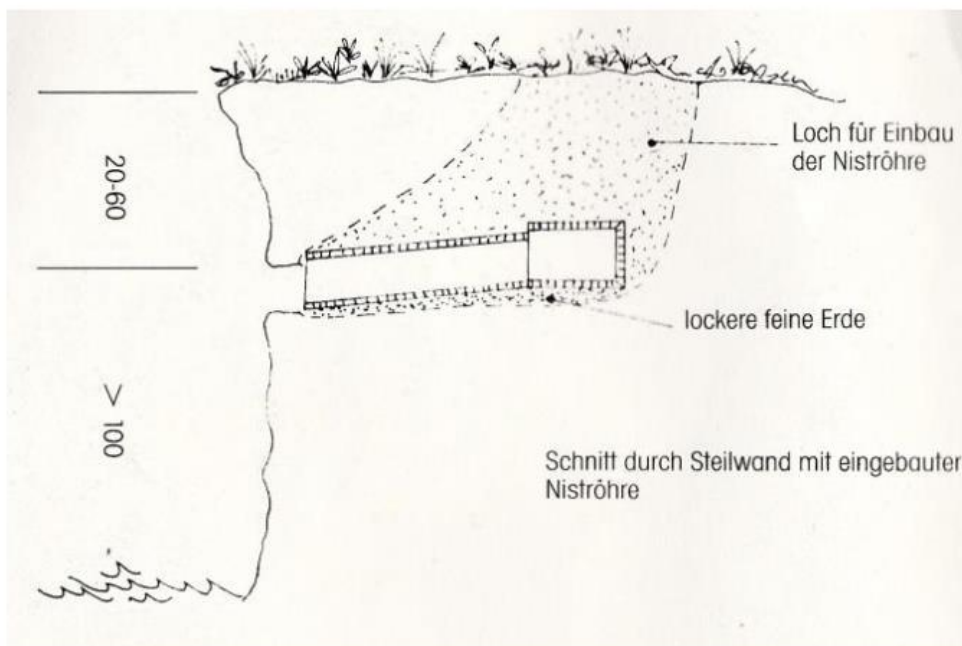 20-60
> 100
Loch für Einbau
der Niströhre
lockere feine Erde
Schnitt durch Steilwand mit eingebauter
Niströhre